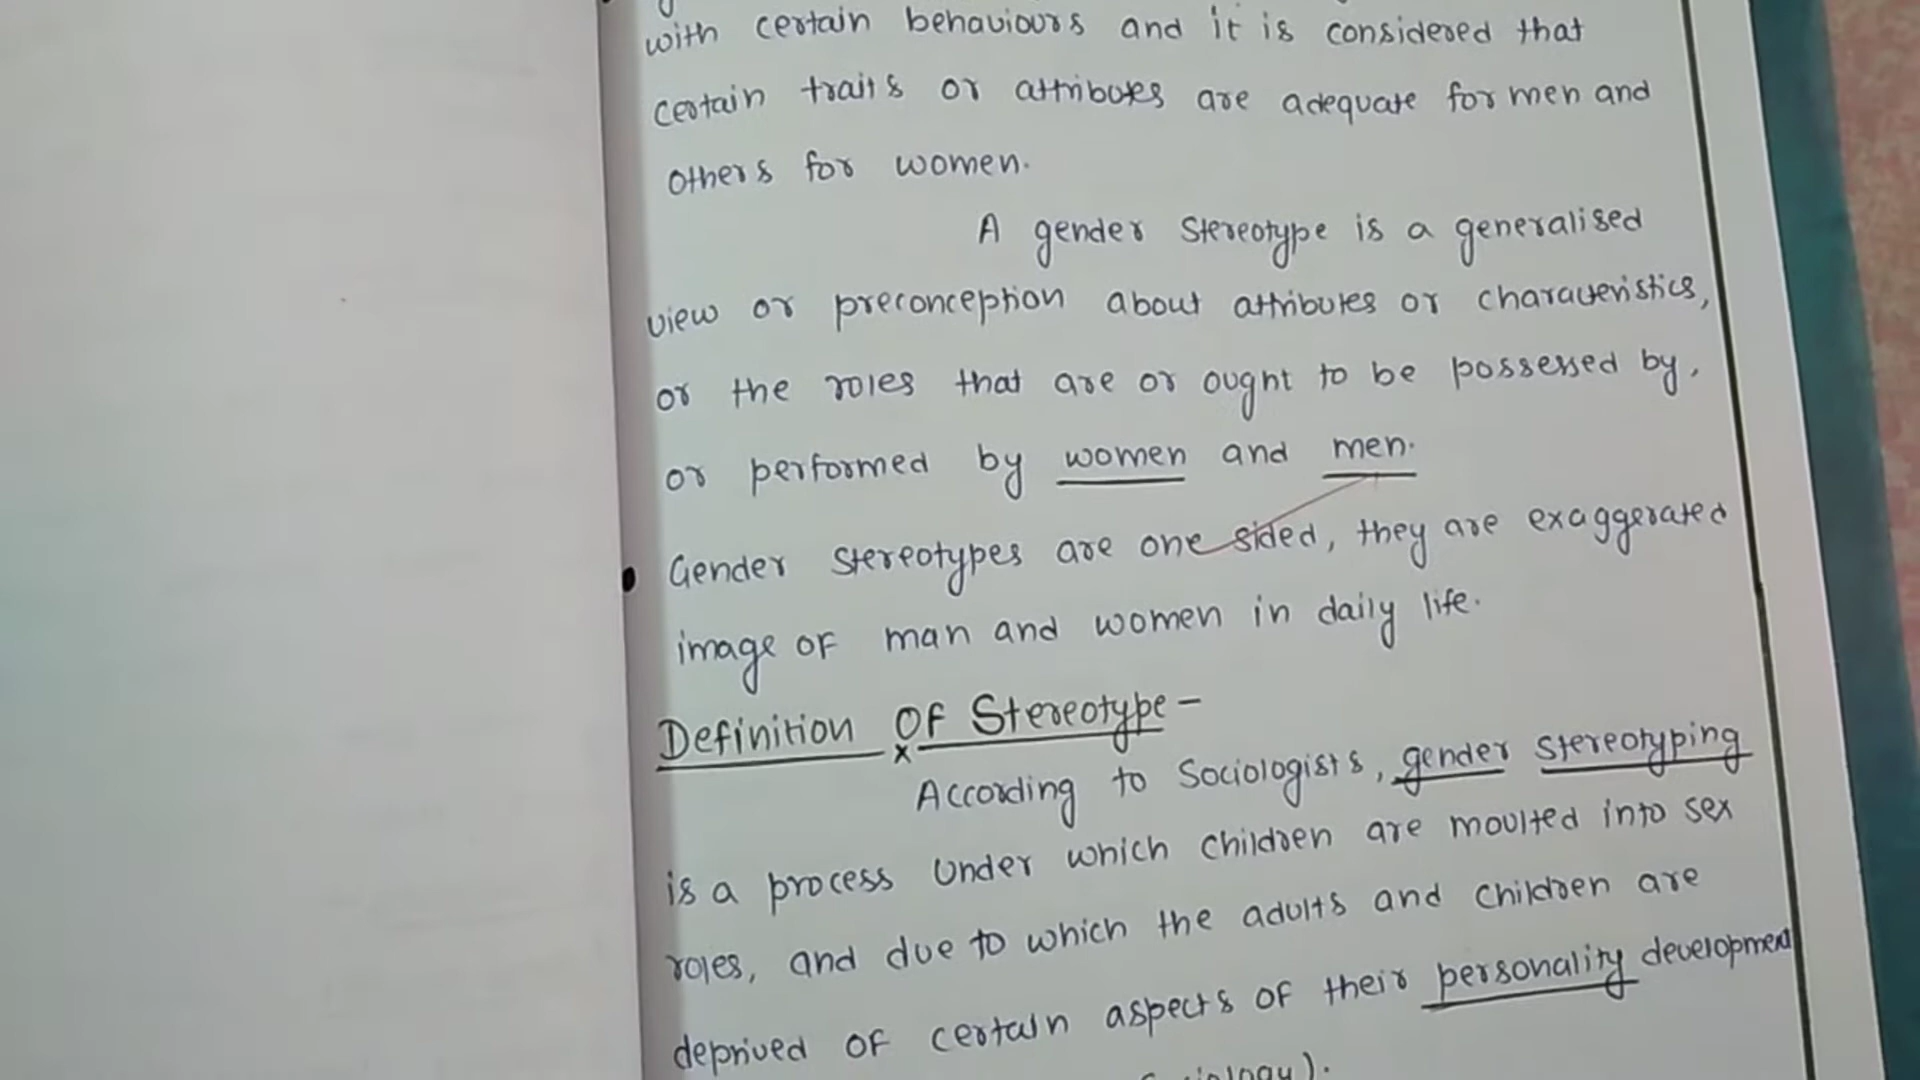 with certain behaviours and it is considered that
certain traits or attributes are adequate for men and
others for women.
A gender stereotype is a generalised
view or preconception about attributes or characteristics,
or the roles that are or ought to be possessed by,
or performed by women and men.
Gender stereotypes are one sided, they are exaggerated
image of man and women in daily life.
Definition of Stereotype -
According to Sociologists, gender stereotyping
is a process under which children are moulted into sex
roles, and due to which the adults and children are
deprived of certain aspects of their personality development